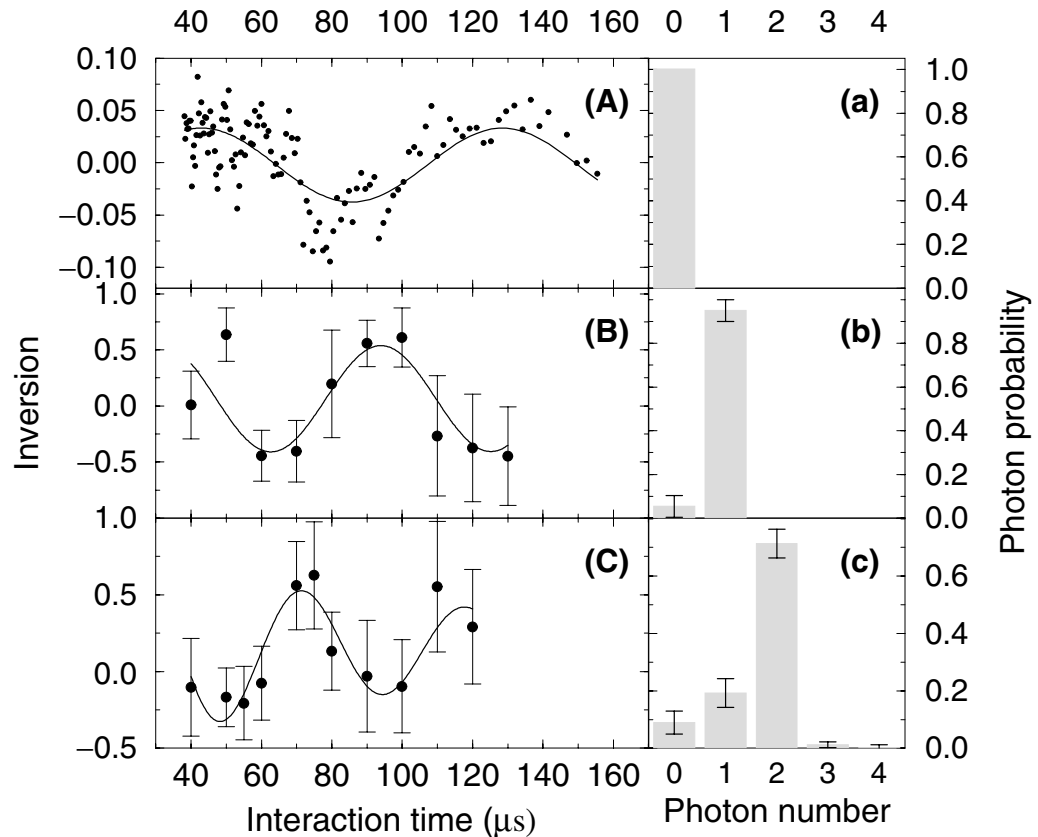 40 60 80 100 120 140 160 0 1 2 3 4
0.10
0.05
0.00
−0.05
−0.10
(A)
(a)
1.0
0.8
0.6
0.4
0.2
0.0
1.0
0.5
0.0
−0.5
(B)
(b)
0.8
0.6
0.4
0.2
0.0
1.0
0.5
0.0
−0.5
(C)
(c)
0.6
0.4
0.2
0.0
Inversion
Photon probability
40 60 80 100 120 140 160 0 1 2 3 4
Interaction time (μs)
Photon number